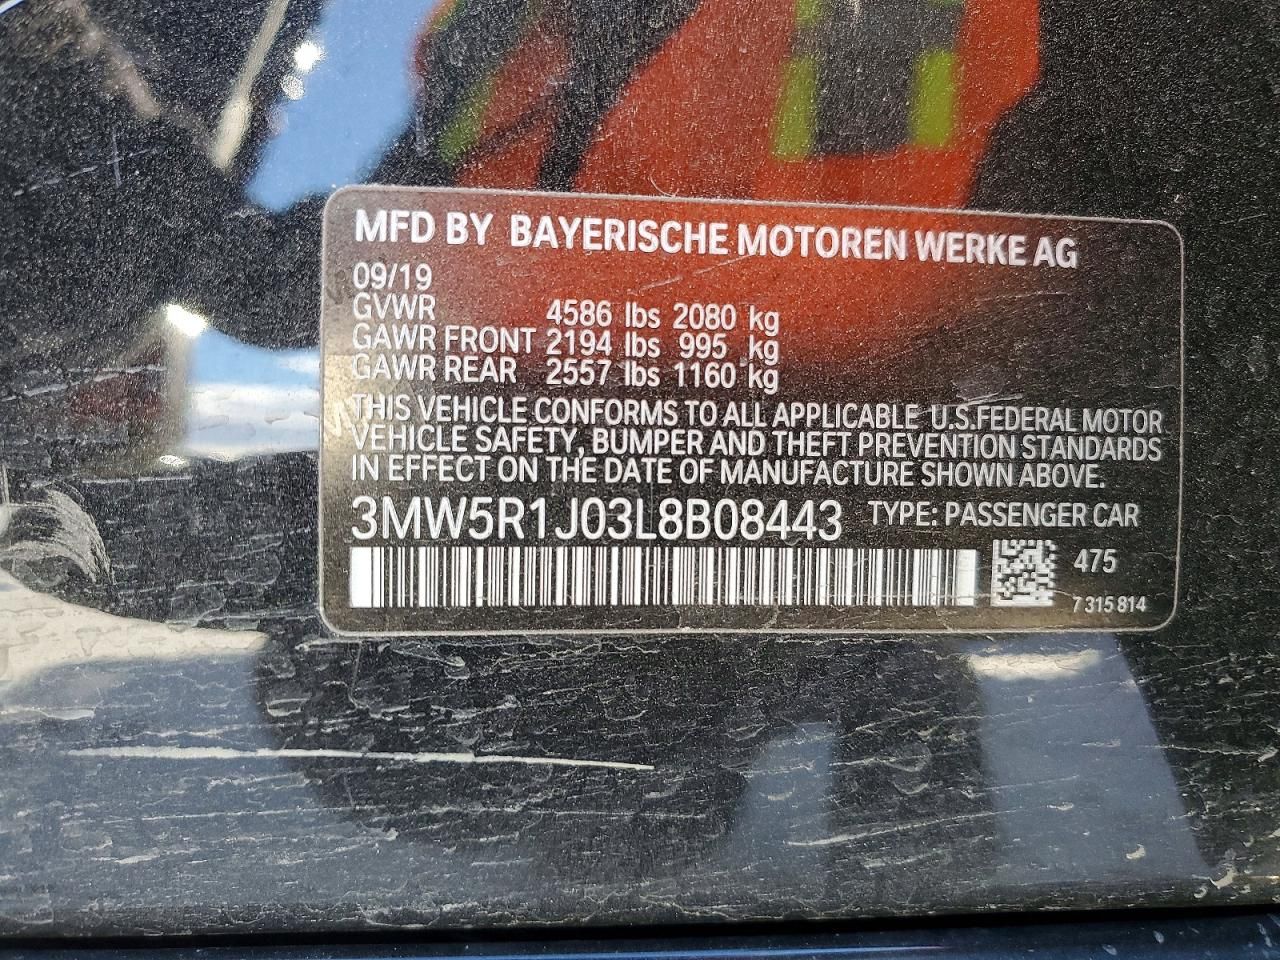 MFD BY BAYERISCHE MOTOREN WERKE AG
09/19
GVWR 4586 lbs 2080 kg
GAWR FRONT 2194 lbs 995 kg
GAWR REAR 2557 lbs 1160 kg
THIS VEHICLE CONFORMS TO ALL APPLICABLE U.S.FEDERAL MOTOR
VEHICLE SAFETY, BUMPER AND THEFT PREVENTION STANDARDS
IN EFFECT ON THE DATE OF MANUFACTURE SHOWN ABOVE.
3MW5R1J03L8B08443 TYPE: PASSENGER CAR
475
7 315 814